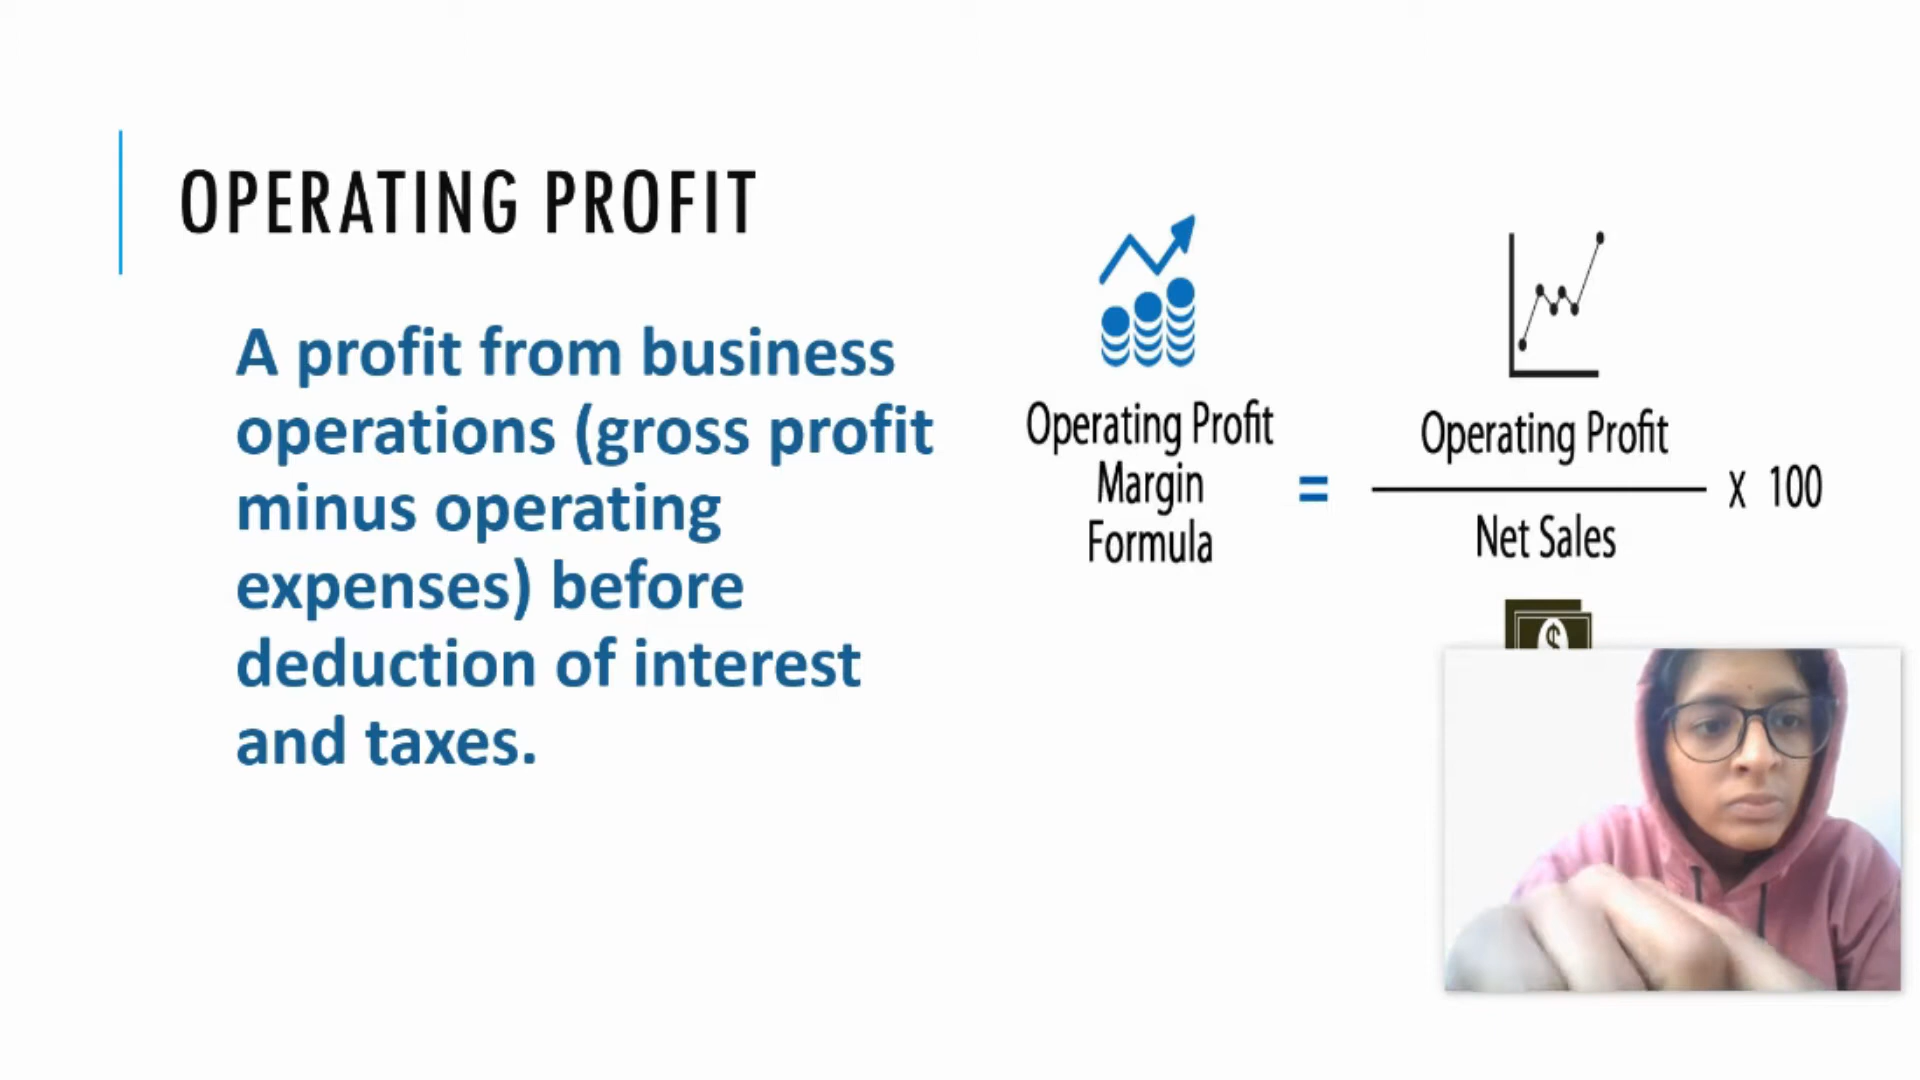 OPERATING PROFIT
A profit from business
operations (gross profit
minus operating
expenses) before
deduction of interest
and taxes.
Operating Profit
Margin
Formula
=
Operating Profit
Net Sales
x 100
$